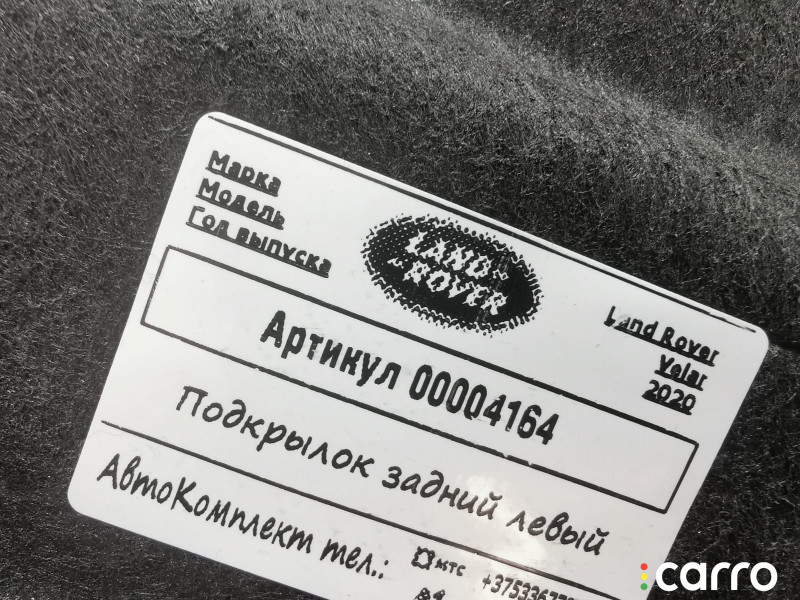 Марка
Модель
Год выпуска
LAND ROVER
Land Rover
Velar
2020
Артикул 00004164
Подкрылок задний левый
АвтоКомплект тел.:
МТС
carro